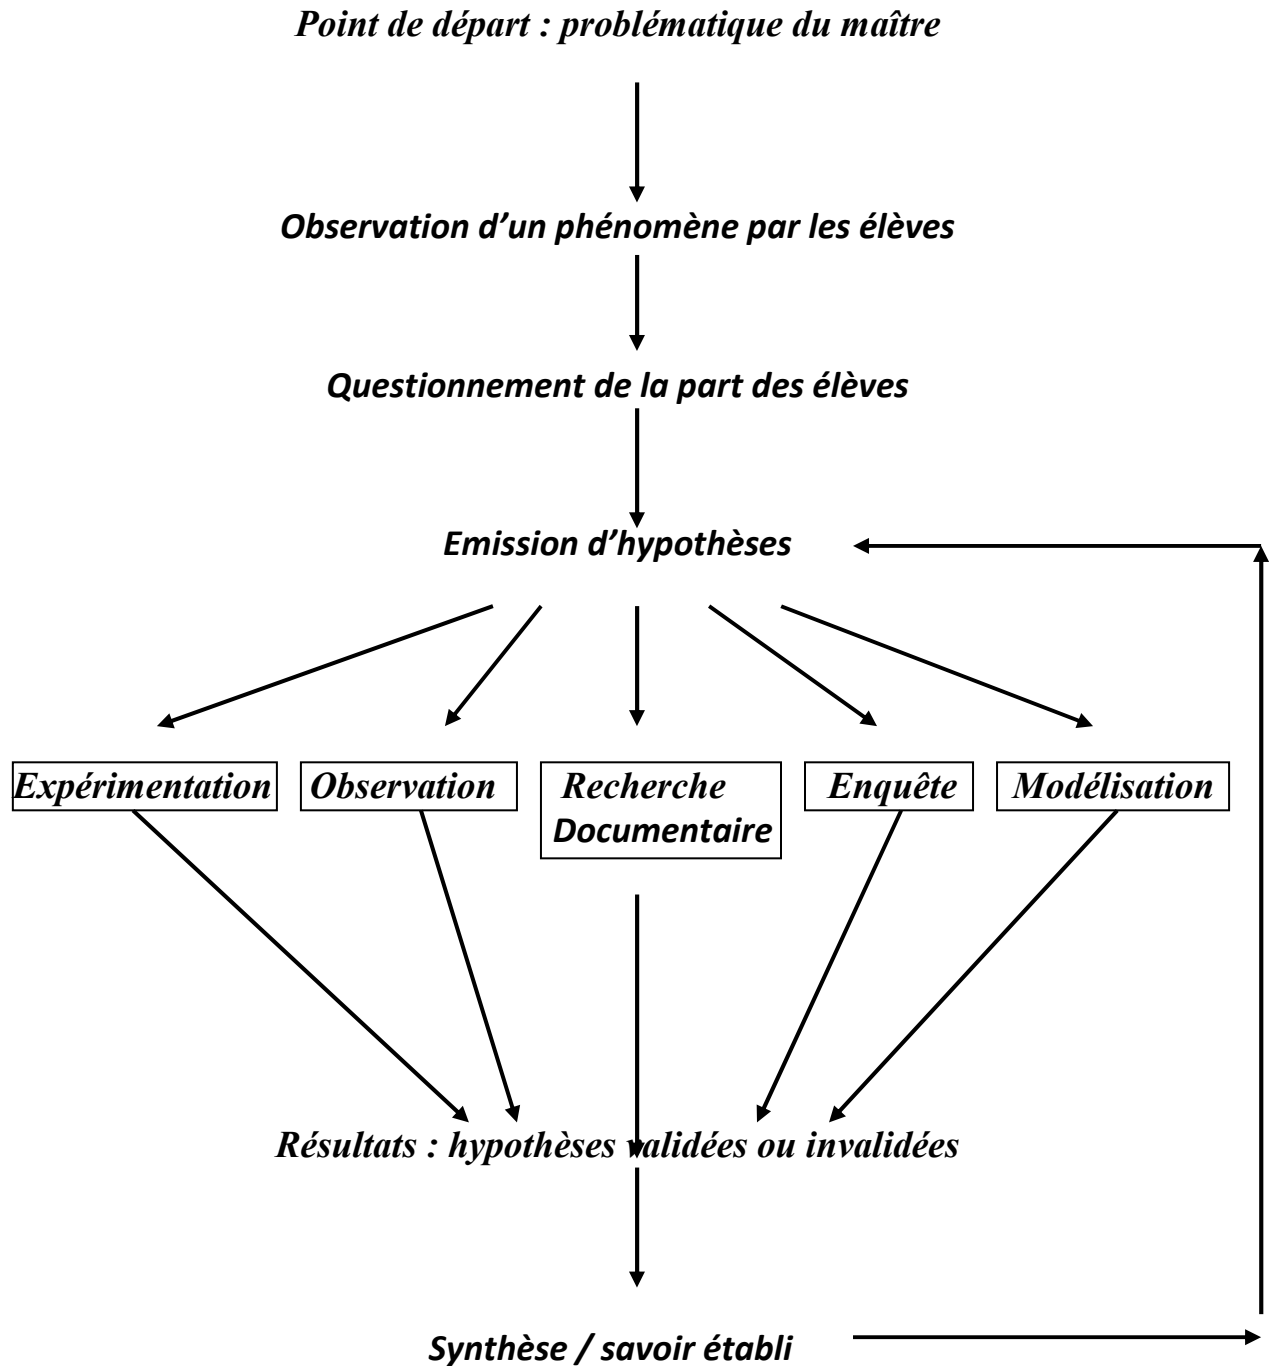 Point de départ : problématique du maître
Observation d’un phénomène par les élèves
Questionnement de la part des élèves
Emission d’hypothèses
Expérimentation
Observation
Recherche
Documentaire
Enquête
Modélisation
Résultats : hypothèses validées ou invalidées
Synthèse / savoir établi